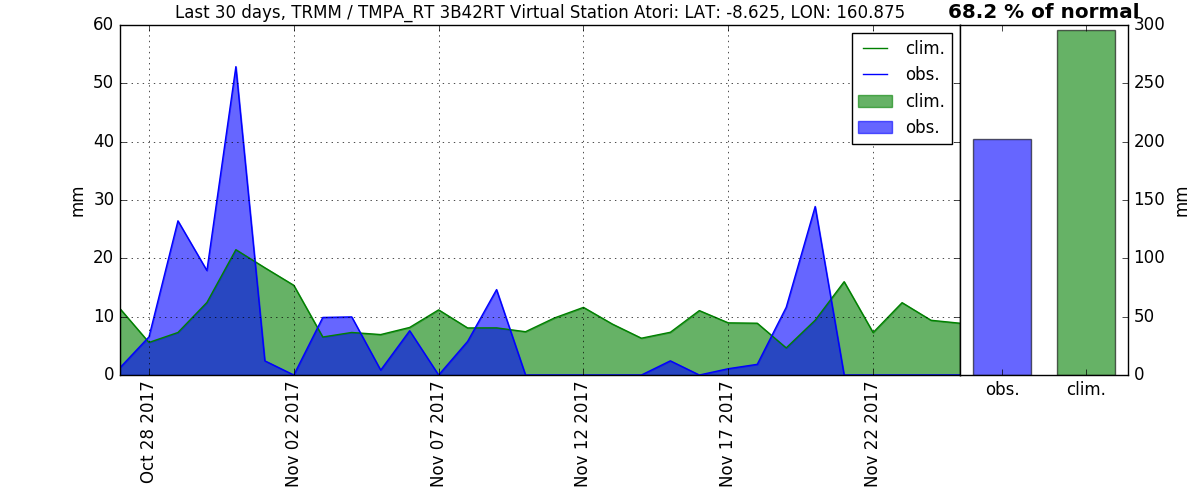 Last 30 days, TRMM / TMPA_RT 3B42RT Virtual Station Atori: LAT: -8.625, LON: 160.875
68.2 % of normal
60
50
40
30
20
10
0
mm
clim.
obs.
clim.
obs.
Oct 28 2017
Nov 02 2017
Nov 07 2017
Nov 12 2017
Nov 17 2017
Nov 22 2017
300
250
200
150
100
50
0
mm
obs.
clim.